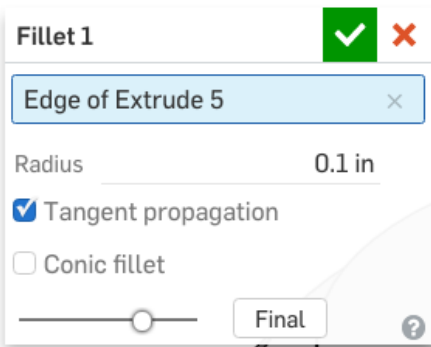 Fillet 1
Edge of Extrude 5
Radius 0.1 in
Tangent propagation
Conic fillet
Final
?